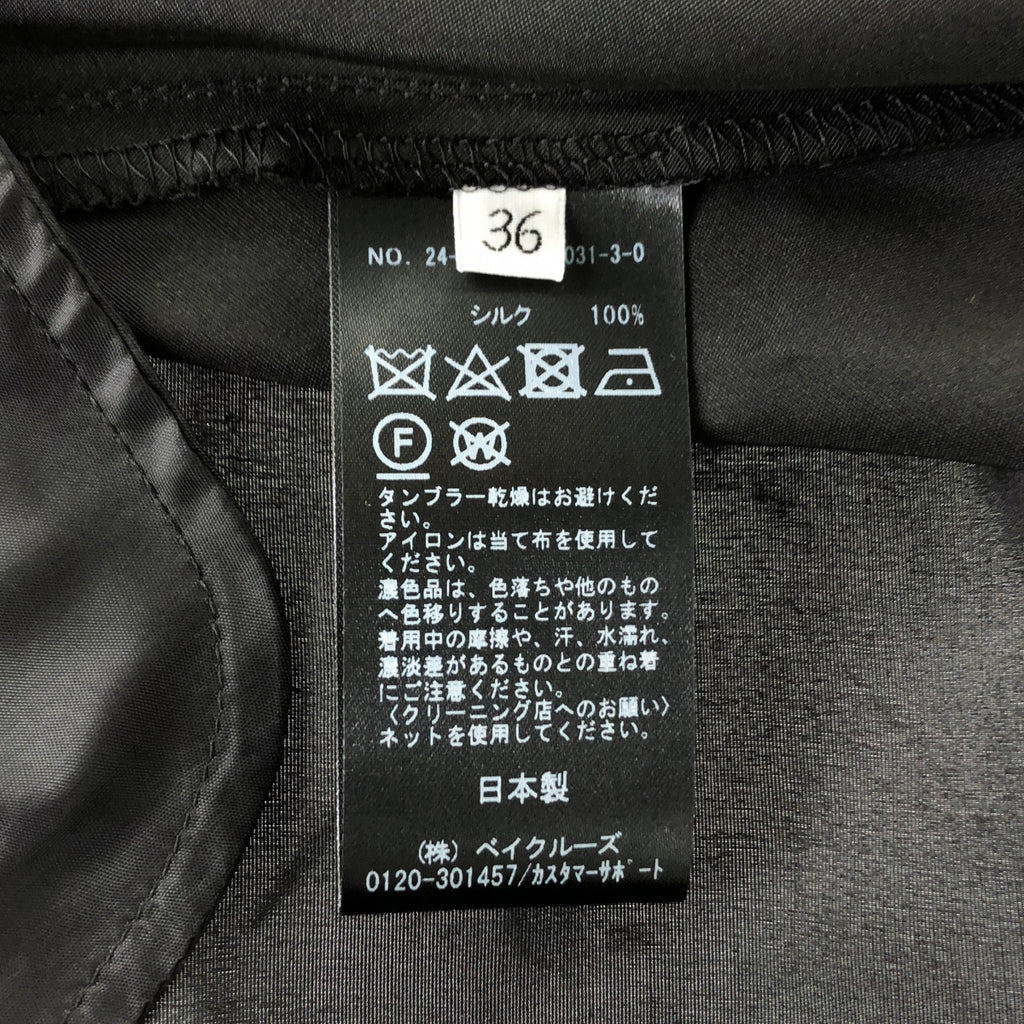 36
NO. 24- 031-3-0
シルク 100%
F W
タンブラー乾燥はお避けくだ
さい。
アイロンは当て布を使用して
ください。
濃色品は、色落ちや他のもの
へ色移りすることがあります。
着用中の摩擦や、汗、水濡れ、
濃淡差があるものとの重ね着
にご注意ください。
〈クリーニング店へのお願い〉
ネットを使用してください。
日本製
(株) ベイクルーズ
0120-301457/カスタマーサポート